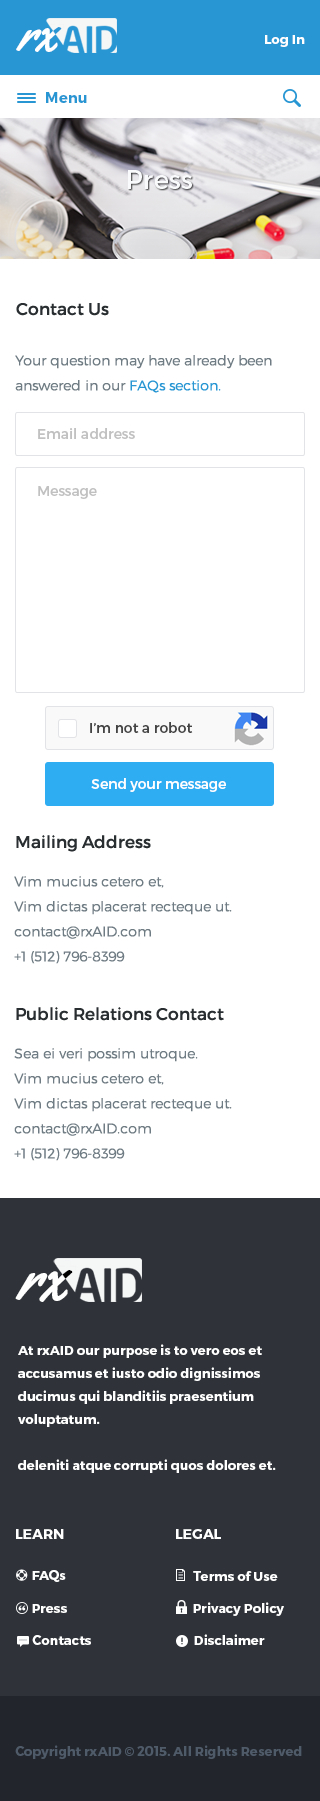 rxAID
Log In
Menu
Press
Contact Us
Your question may have already been
answered in our FAQs section.
Email address
Message
I'm not a robot
Send your message
Mailing Address
Vim mucius cetero et,
Vim dictas placerat recteque ut.
contact@rxAID.com
+1 (512) 796-8399
Public Relations Contact
Sea ei veri possim utroque.
Vim mucius cetero et,
Vim dictas placerat recteque ut.
contact@rxAID.com
+1 (512) 796-8399
rxAID
At rxAID our purpose is to vero eos et
accusamus et iusto odio dignissimos
ducimus qui blanditiis praesentium
voluptatum.
deleniti atque corrupti quos dolores et.
LEARN
FAQs
Press
Contacts
LEGAL
Terms of Use
Privacy Policy
Disclaimer
Copyright rxAID © 2015. All Rights Reserved